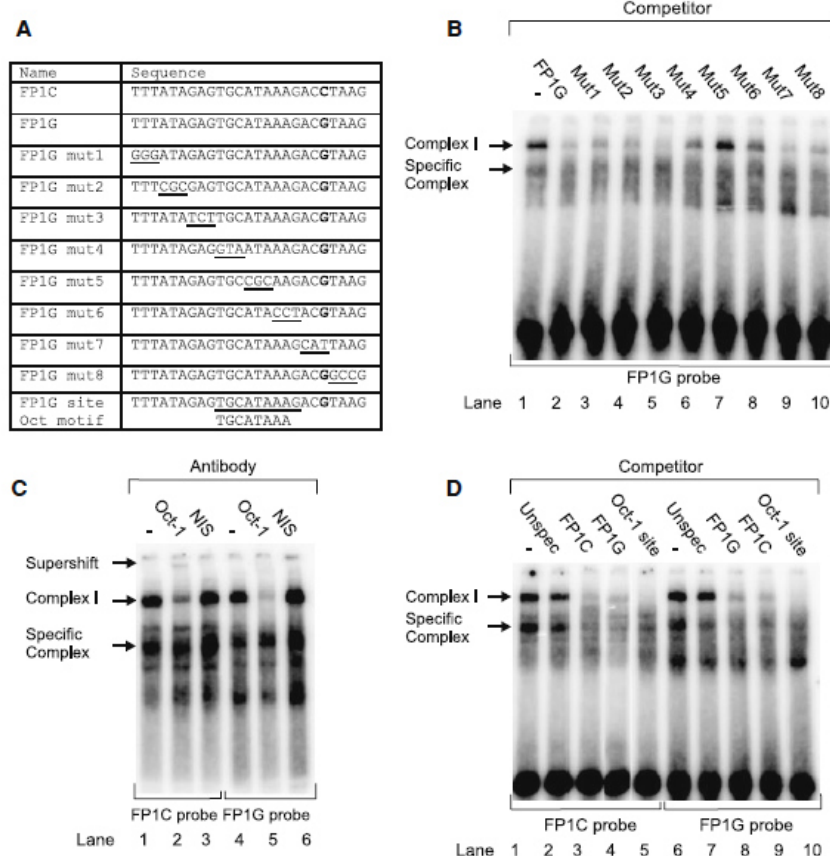 A
Name Sequence
FP1C TTTATAGAGTGCATAAAGACCTAAG
FP1G TTTATAGAGTGCATAAAGACGTAAG
FP1G mut1 GGGATAGAGTGCATAAAGACGTAAG
FP1G mut2 TTTCGCGAGTGCATAAAGACGTAAG
FP1G mut3 TTTATATCTTGCATAAAGACGTAAG
FP1G mut4 TTTATAGAGGTAATAAAGACGTAAG
FP1G mut5 TTTATAGAGTGCCGCAAGACGTAAG
FP1G mut6 TTTATAGAGTGCATACCTACGTAAG
FP1G mut7 TTTATAGAGTGCATAAAGCATTAAG
FP1G mut8 TTTATAGAGTGCATAAAGACGGCCG
FP1G site TTTATAGAGTGCATAAAGACGTAAG
Oct motif TGCATAAA
B
Competitor
- FP1G Mut1 Mut2 Mut3 Mut4 Mut5 Mut6 Mut7 Mut8
Complex I
Specific
Complex
FP1G probe
Lane 1 2 3 4 5 6 7 8 9 10
C
Antibody
- Oct-1 NIS - Oct-1 NIS
Supershift
Complex I
Specific
Complex
FP1C probe FP1G probe
Lane 1 2 3 4 5 6
D
Competitor
- Unspec FP1C FP1G Oct-1 site - Unspec FP1G FP1C Oct-1 site
Complex I
Specific
Complex
FP1C probe FP1G probe
Lane 1 2 3 4 5 6 7 8 9 10